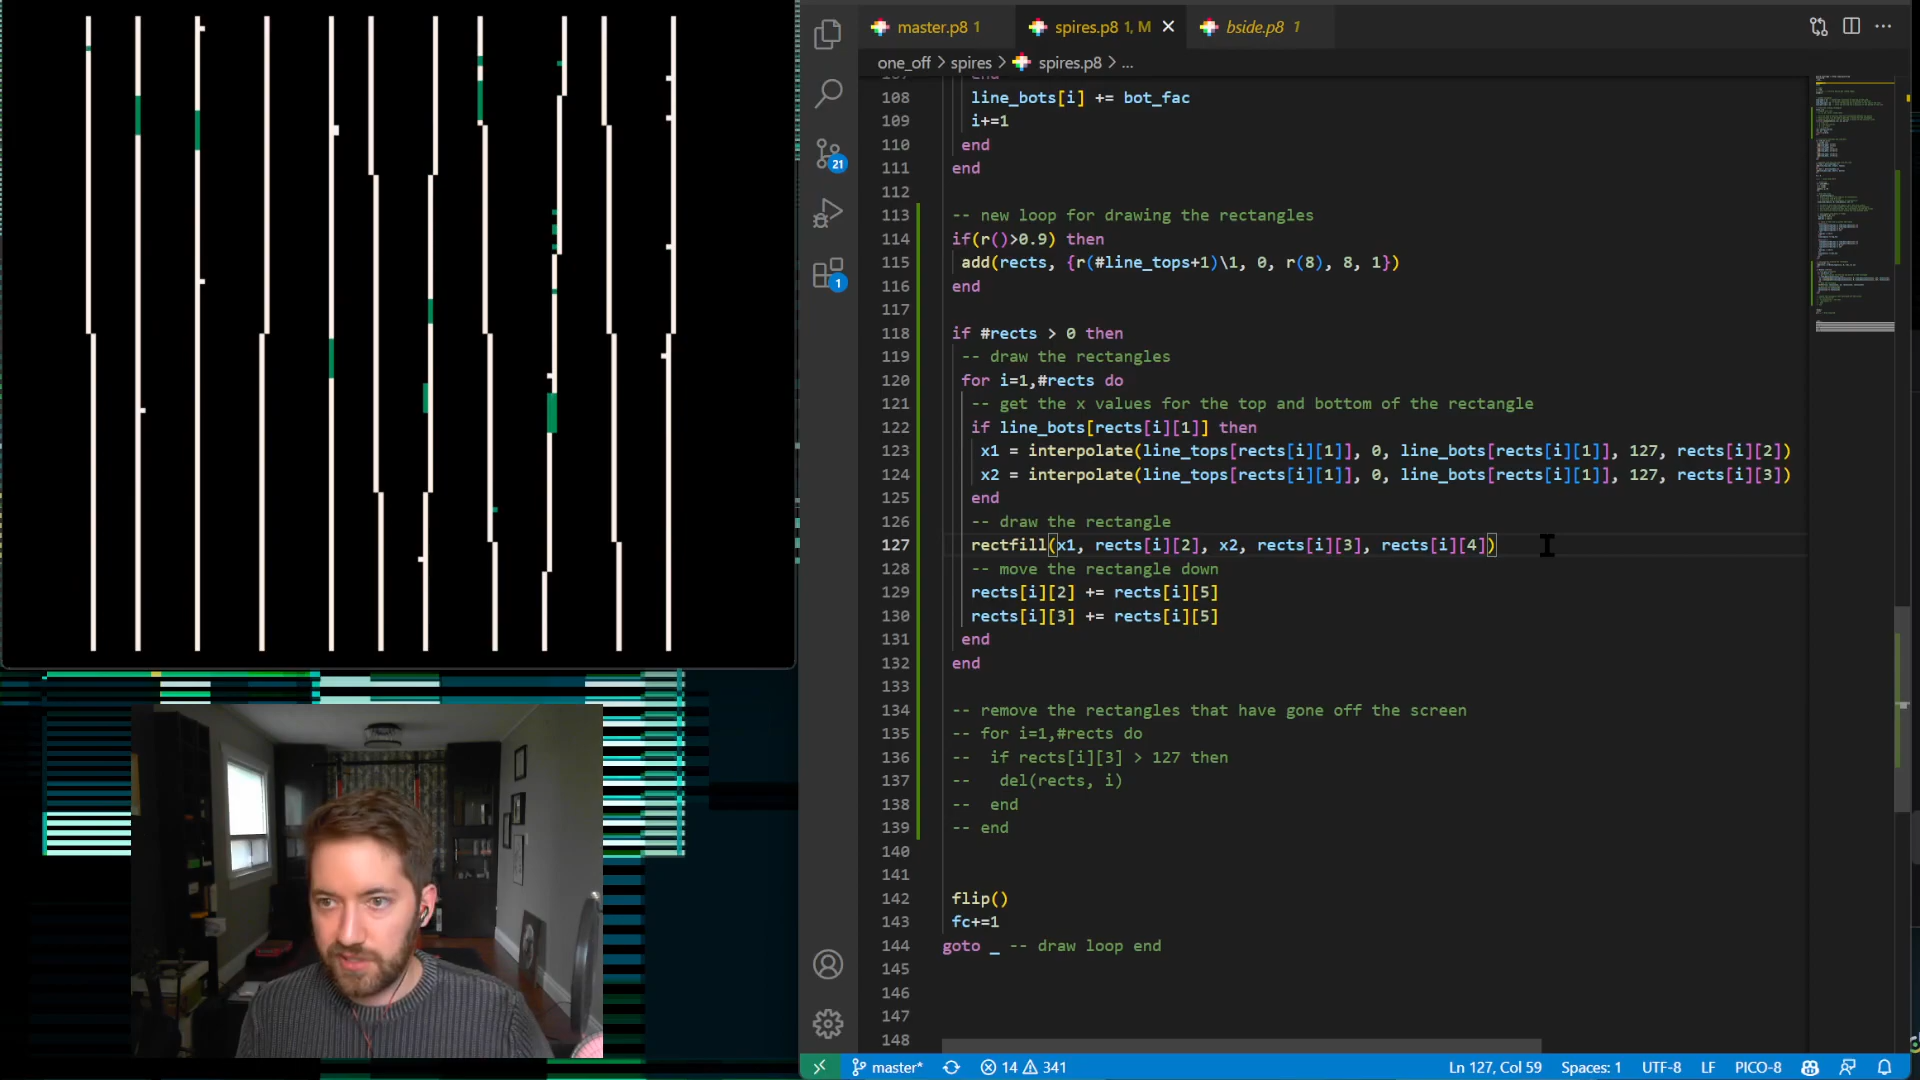 master.p8 1
spires.p8 1, M
bside.p8 1
one_off > spires > spires.p8 > ...
108 line_bots[i] += bot_fac
109 i+=1
110 end
111 end
112
113 -- new loop for drawing the rectangles
114 if(r()>0.9) then
115 add(rects, {r(#line_tops+1)\1, 0, r(8), 8, 1})
116 end
117
118 if #rects > 0 then
119 -- draw the rectangles
120 for i=1,#rects do
121 -- get the x values for the top and bottom of the rectangle
122 if line_bots[rects[i][1]] then
123 x1 = interpolate(line_tops[rects[i][1]], 0, line_bots[rects[i][1]], 127, rects[i][2])
124 x2 = interpolate(line_tops[rects[i][1]], 0, line_bots[rects[i][1]], 127, rects[i][3])
125 end
126 -- draw the rectangle
127 rectfill(x1, rects[i][2], x2, rects[i][3], rects[i][4])
128 -- move the rectangle down
129 rects[i][2] += rects[i][5]
130 rects[i][3] += rects[i][5]
131 end
132 end
133
134 -- remove the rectangles that have gone off the screen
135 -- for i=1,#rects do
136 --  if rects[i][3] > 127 then
137 --   del(rects, i)
138 --  end
139 -- end
140
141
142 flip()
143 fc+=1
144 goto _ -- draw loop end
145
146
147
148
21
1
master*
14
341
Ln 127, Col 59
Spaces: 1
UTF-8
LF
PICO-8